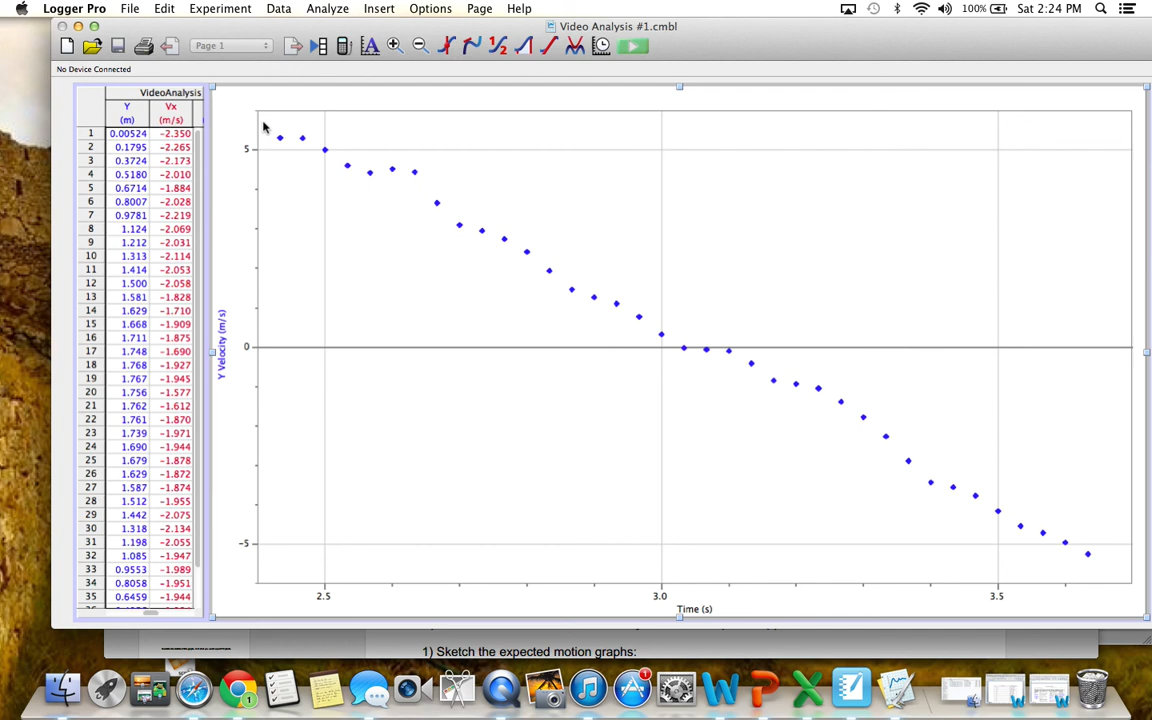 Logger Pro File Edit Experiment Data Analyze Insert Options Page Help 100% Sat 2:24 PM
Video Analysis #1.cmbl
Page 1
No Device Connected
VideoAnalysis
Y Vx
(m) (m/s)
1 0.00524 -2.350
2 0.1795 -2.265
3 0.3724 -2.173
4 0.5180 -2.010
5 0.6714 -1.884
6 0.8007 -2.028
7 0.9781 -2.219
8 1.124 -2.069
9 1.212 -2.031
10 1.313 -2.114
11 1.414 -2.053
12 1.500 -2.058
13 1.581 -1.828
14 1.629 -1.710
15 1.668 -1.909
16 1.711 -1.875
17 1.748 -1.690
18 1.768 -1.927
19 1.767 -1.945
20 1.756 -1.577
21 1.762 -1.612
22 1.761 -1.870
23 1.739 -1.971
24 1.690 -1.944
25 1.679 -1.878
26 1.629 -1.872
27 1.587 -1.874
28 1.512 -1.955
29 1.442 -2.075
30 1.318 -2.134
31 1.198 -2.055
32 1.085 -1.947
33 0.9553 -1.989
34 0.8058 -1.951
35 0.6459 -1.944
5
0
-5
Y Velocity (m/s)
2.5 3.0 3.5
Time (s)
1) Sketch the expected motion graphs: